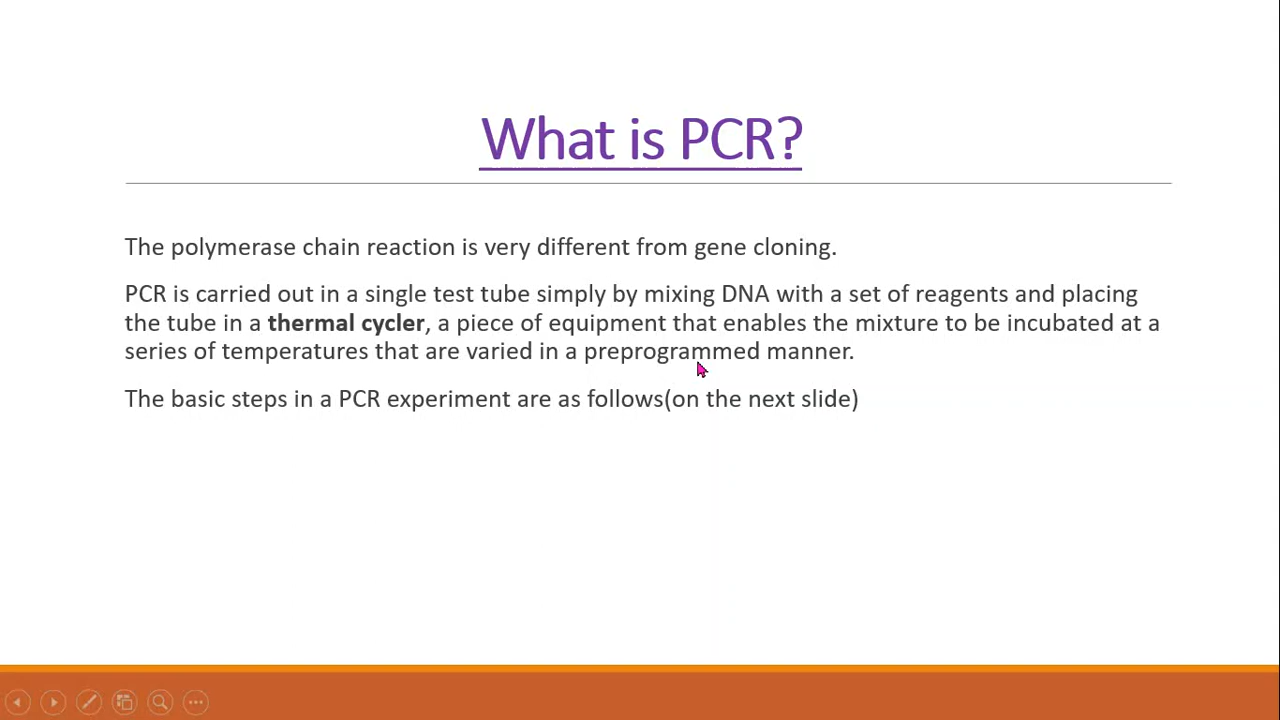 What is PCR?
The polymerase chain reaction is very different from gene cloning.
PCR is carried out in a single test tube simply by mixing DNA with a set of reagents and placing
the tube in a thermal cycler, a piece of equipment that enables the mixture to be incubated at a
series of temperatures that are varied in a preprogrammed manner.
The basic steps in a PCR experiment are as follows(on the next slide)